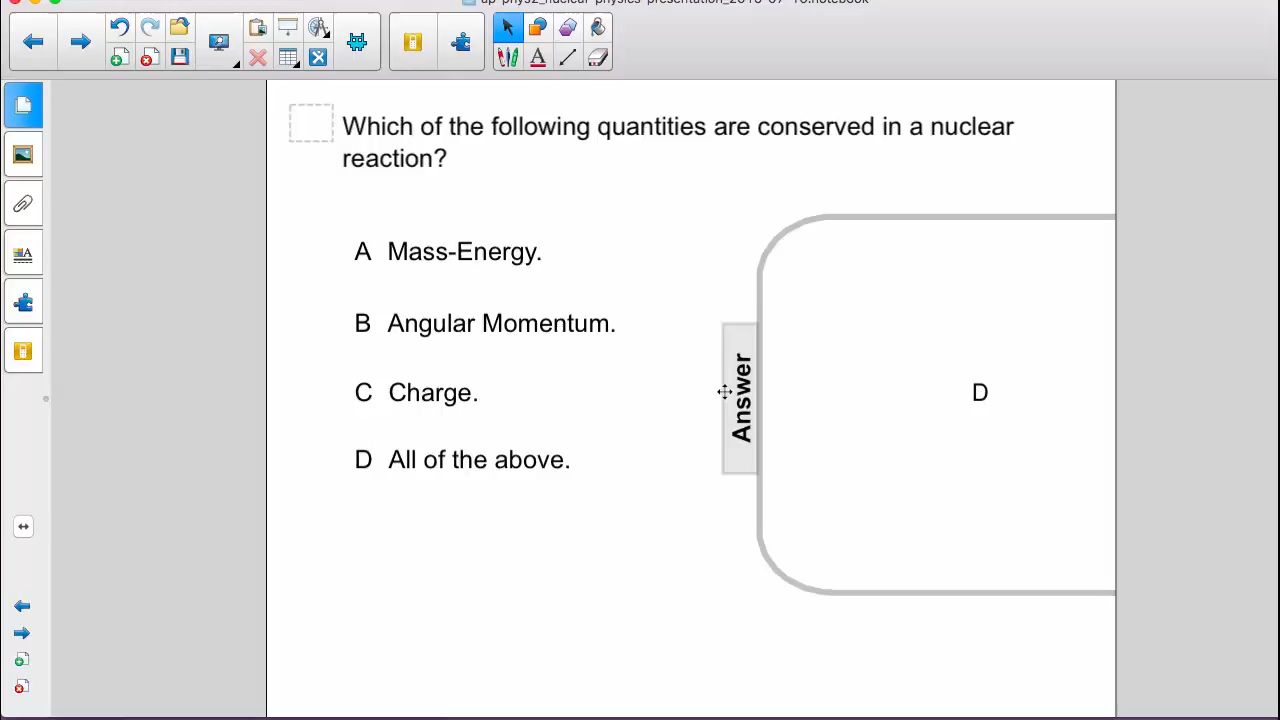 Which of the following quantities are conserved in a nuclear
reaction?
A Mass-Energy.
B Angular Momentum.
C Charge.
D All of the above.
Answer
D